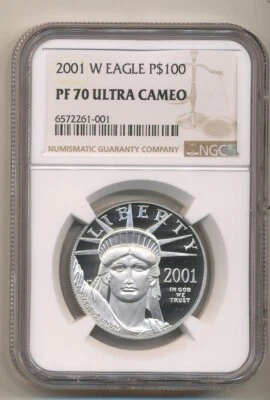 2001 W EAGLE P$100
PF 70 ULTRA CAMEO
6572261-001
NUMISMATIC GUARANTY COMPANY
NGC
LIBERTY
2001
IN GOD
WE TRUST